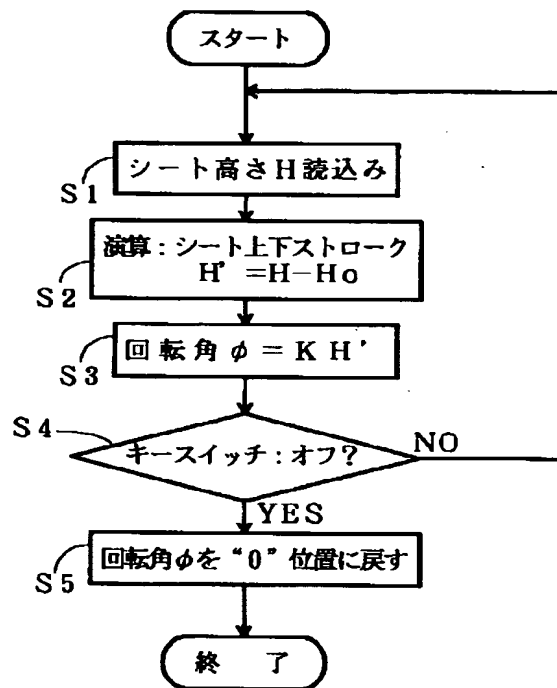 スタート
シート高さH読込み
S1
演算:シート上下ストローク
H'=H-Ho
S2
回転角φ=KH'
S3
S4
キースイッチ:オフ?
NO
YES
回転角φを“0”位置に戻す
S5
終 了